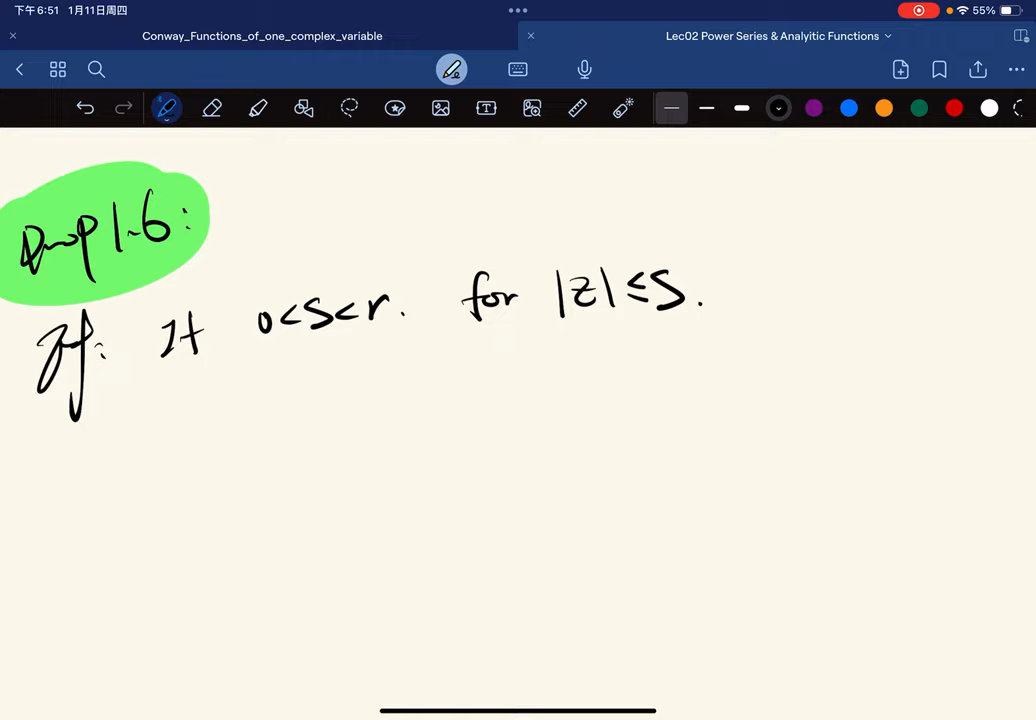 下午6:51 1月11日周四
55%
Conway_Functions_of_one_complex_variable
Lec02 Power Series & Analyitic Functions
Prop 1.6:
Pf: If 0<s<r. for |z|≤s.